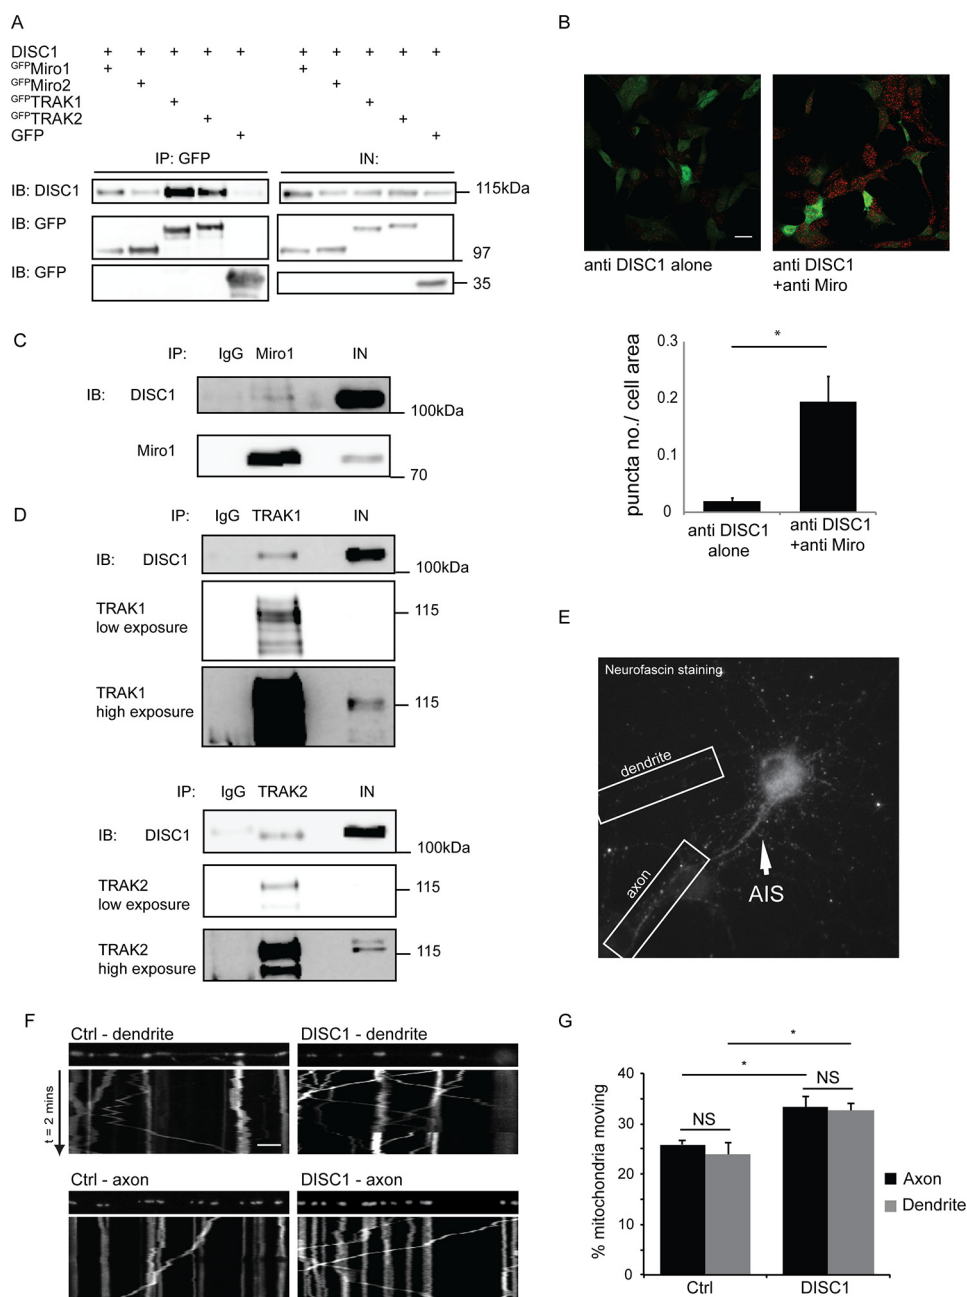 A
DISC1 + + + + + + + + + +
GFPMiro1 + +
GFPMiro2 + +
GFPTRAK1 + +
GFPTRAK2 + +
GFP + +
IP: GFP IN:
IB: DISC1 115kDa
IB: GFP 97
IB: GFP 35
B
anti DISC1 alone
anti DISC1
+anti Miro
*
puncta no./ cell area
0.3
0.2
0.1
0
anti DISC1
alone
anti DISC1
+anti Miro
C
IP: IgG Miro1 IN
IB: DISC1 100kDa
Miro1 70
D
IP: IgG TRAK1 IN
IB: DISC1 100kDa
TRAK1
low exposure
115
TRAK1
high exposure
115
IP: IgG TRAK2 IN
IB: DISC1 100kDa
TRAK2
low exposure
115
TRAK2
high exposure
115
E
Neurofascin staining
dendrite
axon
AIS
F
Ctrl - dendrite
DISC1 - dendrite
t = 2 mins
Ctrl - axon
DISC1 - axon
G
*
*
NS
NS
% mitochondria moving
40
30
20
10
0
Ctrl
DISC1
Axon
Dendrite